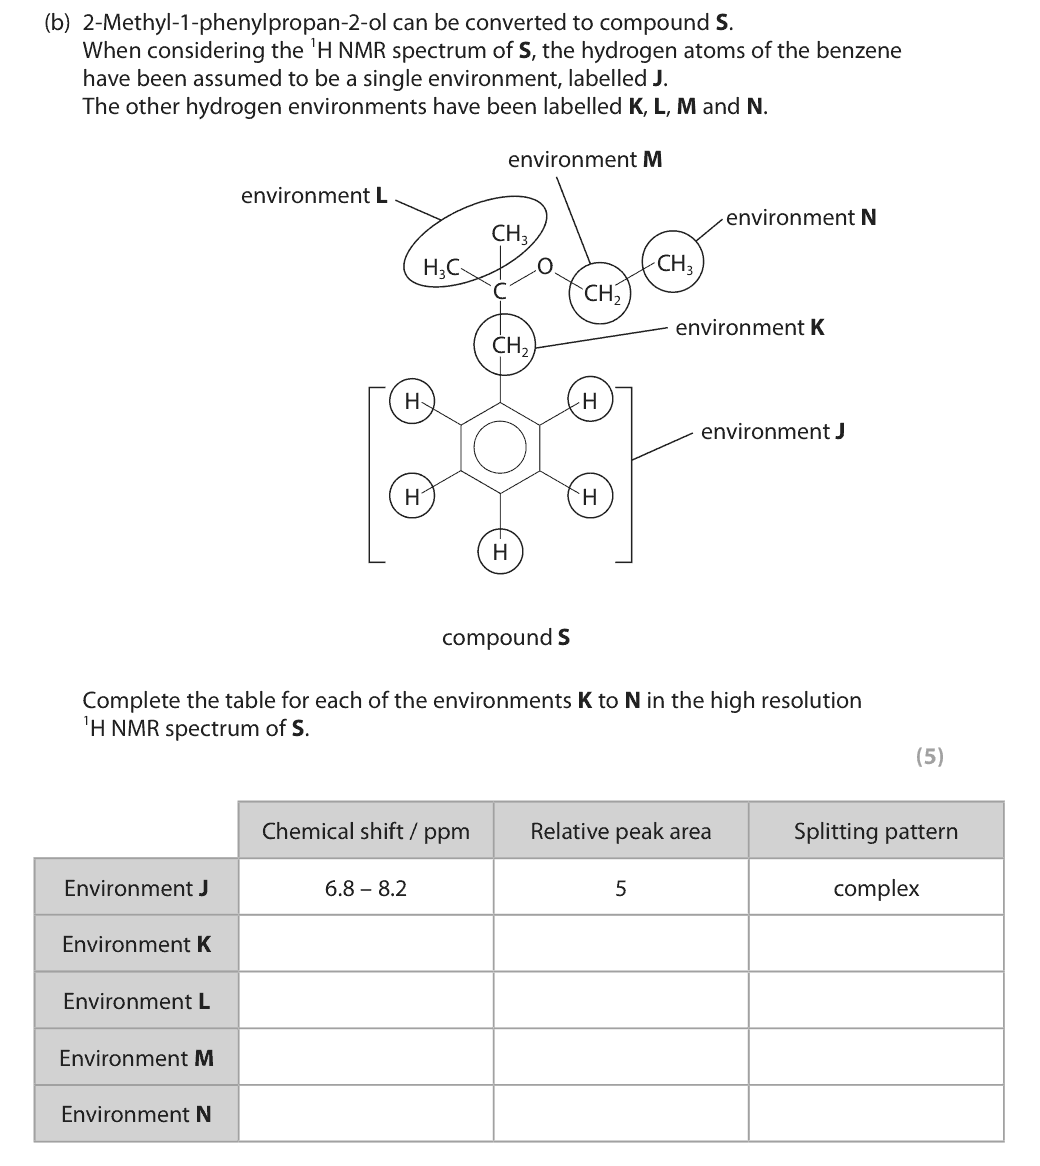 (b) 2-Methyl-1-phenylpropan-2-ol can be converted to compound S.
When considering the ¹H NMR spectrum of S, the hydrogen atoms of the benzene
have been assumed to be a single environment, labelled J.
The other hydrogen environments have been labelled K, L, M and N.
environment M
environment L
environment N
CH₃
H₃C
O
CH₃
C
CH₂
environment K
CH₂
H
H
environment J
H
H
H
compound S
Complete the table for each of the environments K to N in the high resolution
¹H NMR spectrum of S.
(5)
Chemical shift / ppm Relative peak area Splitting pattern
Environment J 6.8 – 8.2 5 complex
Environment K
Environment L
Environment M
Environment N